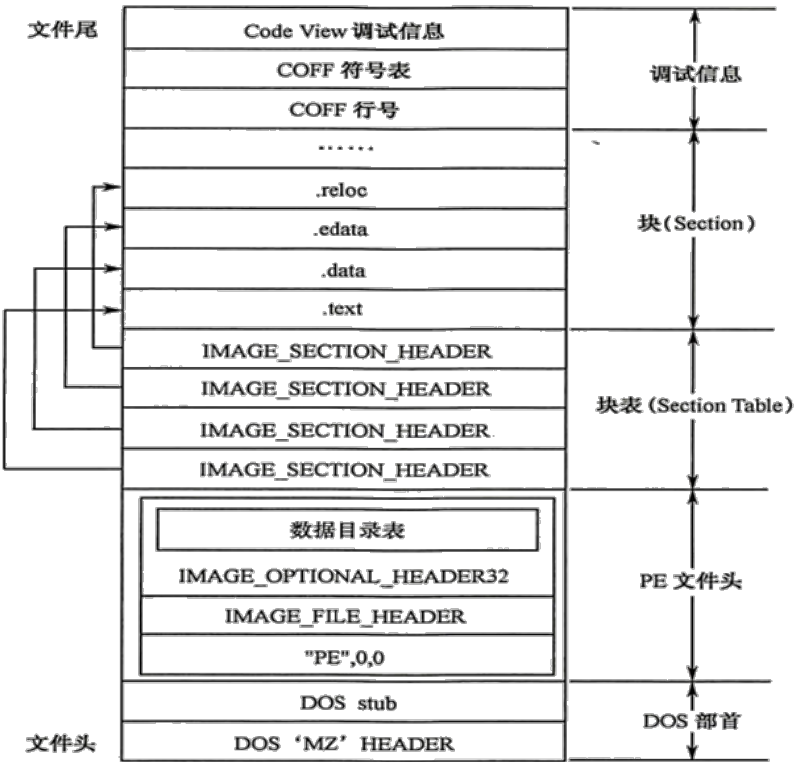 文件尾
Code View 调试信息
COFF 符号表
调试信息
COFF 行号
······
.reloc
.edata
块(Section)
.data
.text
IMAGE_SECTION_HEADER
IMAGE_SECTION_HEADER
块表(Section Table)
IMAGE_SECTION_HEADER
IMAGE_SECTION_HEADER
数据目录表
IMAGE_OPTIONAL_HEADER32
PE 文件头
IMAGE_FILE_HEADER
"PE",0,0
DOS stub
DOS 部首
文件头
DOS ‘MZ’ HEADER